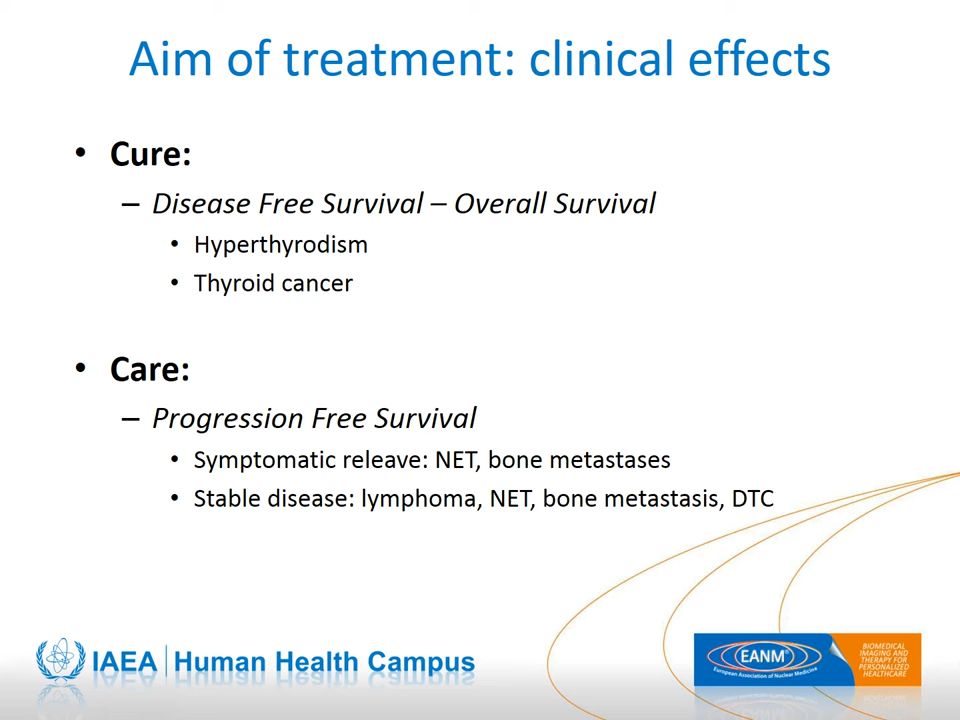 Aim of treatment: clinical effects
• Cure:
– Disease Free Survival – Overall Survival
• Hyperthyrodism
• Thyroid cancer
• Care:
– Progression Free Survival
• Symptomatic releave: NET, bone metastases
• Stable disease: lymphoma, NET, bone metastasis, DTC
IAEA | Human Health Campus
EANM®
European Association of Nuclear Medicine
BIOMEDICAL
IMAGING AND
THERAPY FOR
PERSONALIZED
HEALTHCARE